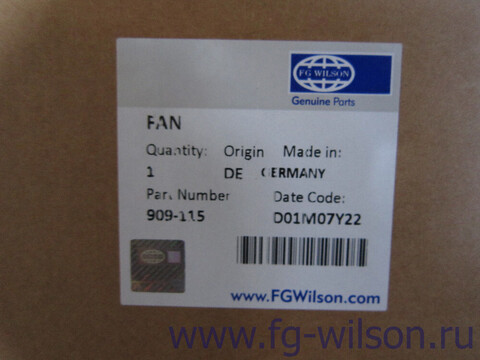 FG WILSON
Genuine Parts
FAN
Quantity: Origin Made in:
1 DE GERMANY
Part Number Date Code:
909-115 D01M07Y22
www.FGWilson.com
www.fg-wilson.ru